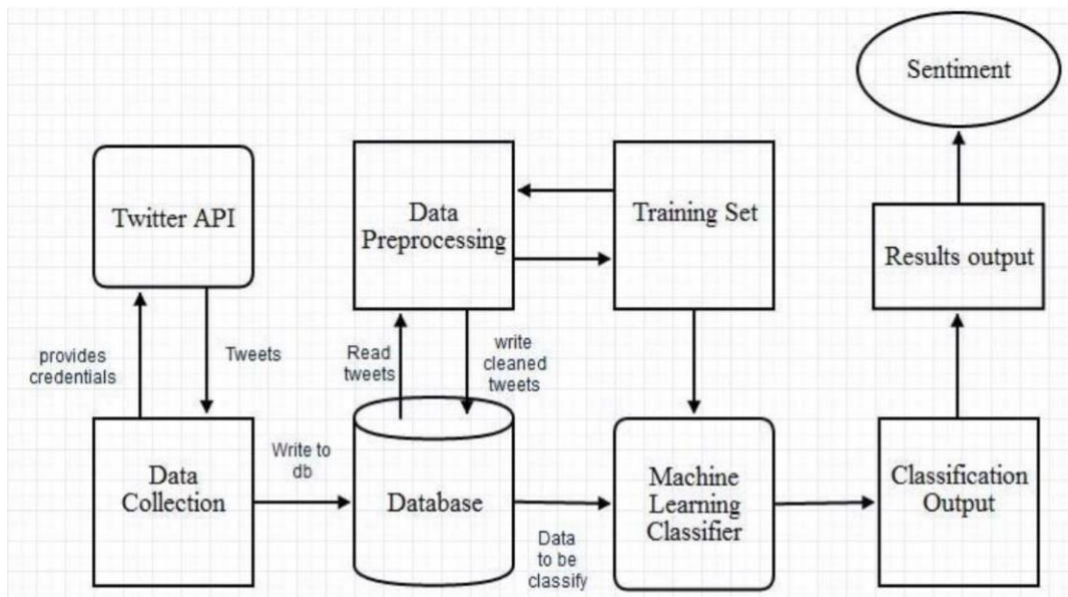 Sentiment
Twitter API
Data
Preprocessing
Training Set
Results output
provides
credentials
Tweets
Read
tweets
write
cleaned
tweets
Data
Collection
Write to
db
Database
Data
to be
classify
Machine
Learning
Classifier
Classification
Output